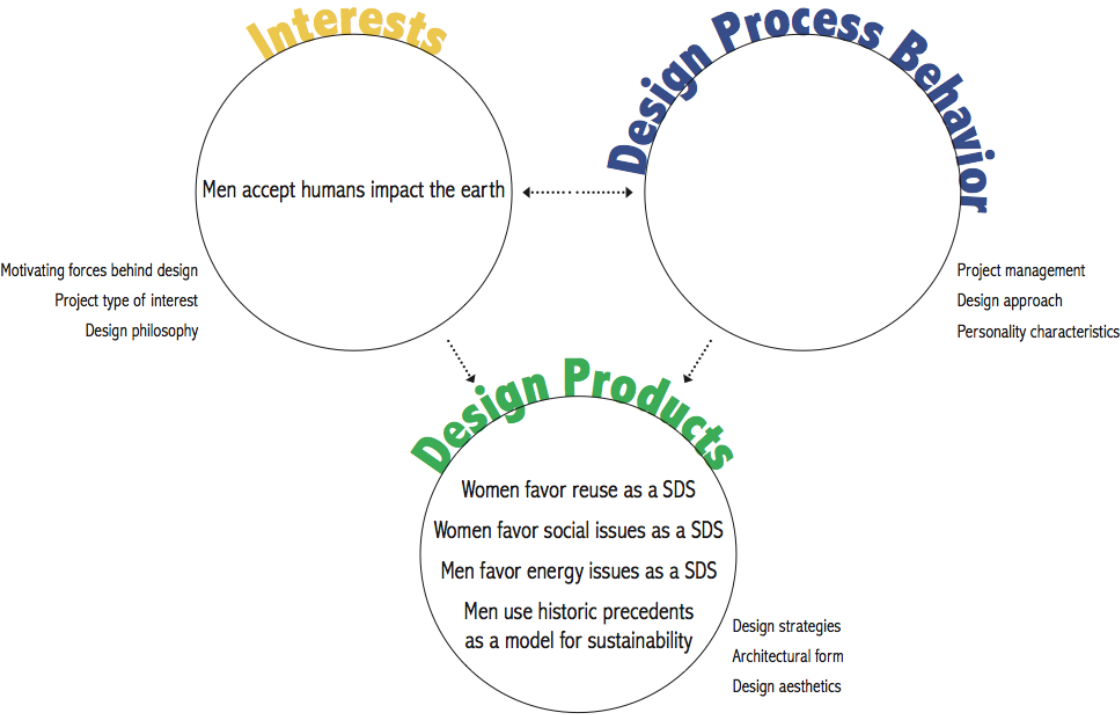 Interests
Design Process Behavior
Men accept humans impact the earth
Motivating forces behind design
Project type of interest
Design philosophy
Project management
Design approach
Personality characteristics
Design Products
Women favor reuse as a SDS
Women favor social issues as a SDS
Men favor energy issues as a SDS
Men use historic precedents
as a model for sustainability
Design strategies
Architectural form
Design aesthetics